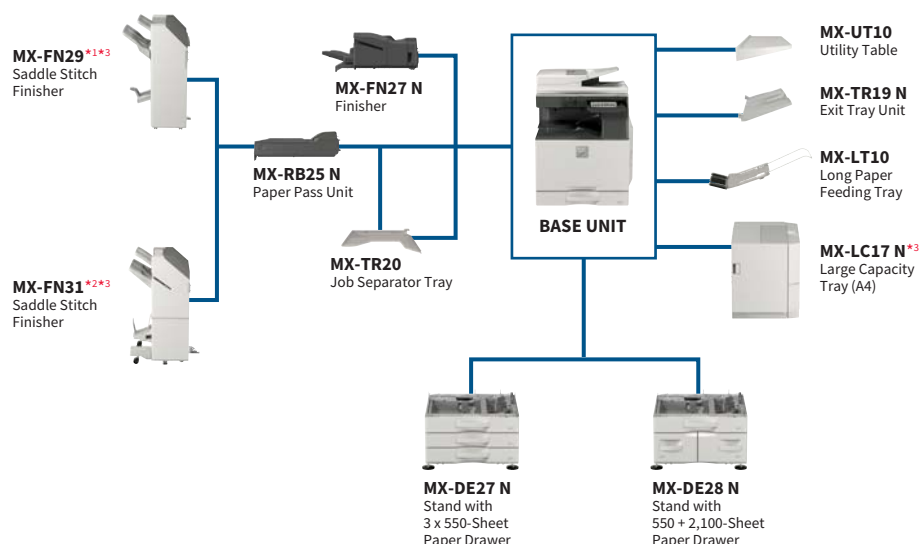 MX-FN29*1*3
Saddle Stitch
Finisher
MX-FN27 N
Finisher
MX-RB25 N
Paper Pass Unit
MX-TR20
Job Separator Tray
MX-FN31*2*3
Saddle Stitch
Finisher
BASE UNIT
MX-UT10
Utility Table
MX-TR19 N
Exit Tray Unit
MX-LT10
Long Paper
Feeding Tray
MX-LC17 N*3
Large Capacity
Tray (A4)
MX-DE27 N
Stand with
3 x 550-Sheet
Paper Drawer
MX-DE28 N
Stand with
550 + 2,100-Sheet
Paper Drawer